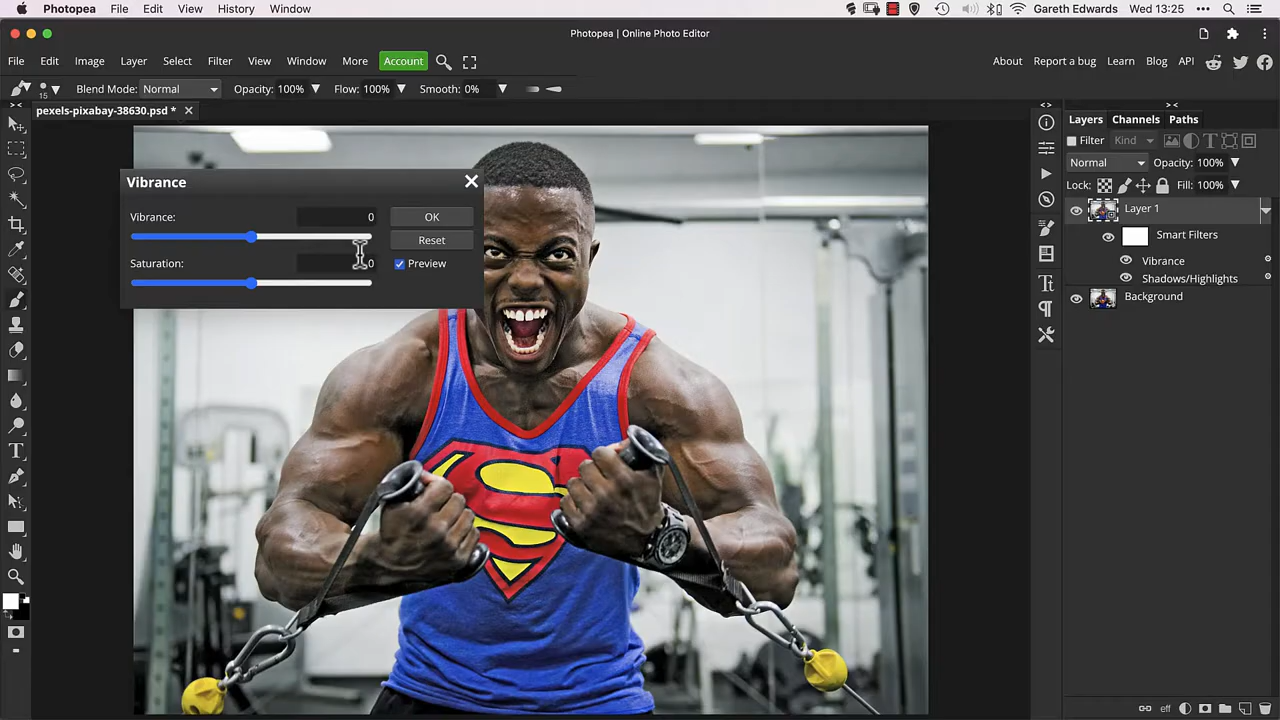 Photopea File Edit View History Window Gareth Edwards Wed 13:25
Photopea | Online Photo Editor
File Edit Image Layer Select Filter View Window More Account About Report a bug Learn Blog API
15 Blend Mode: Normal Opacity: 100% Flow: 100% Smooth: 0%
pexels-pixabay-38630.psd *
Layers Channels Paths
Filter Kind
Normal Opacity: 100%
Lock: Fill: 100%
Vibrance
Vibrance: 0 OK
Reset
Saturation: 0 Preview
Layer 1
Smart Filters
Vibrance
Shadows/Highlights
Background
S
eff